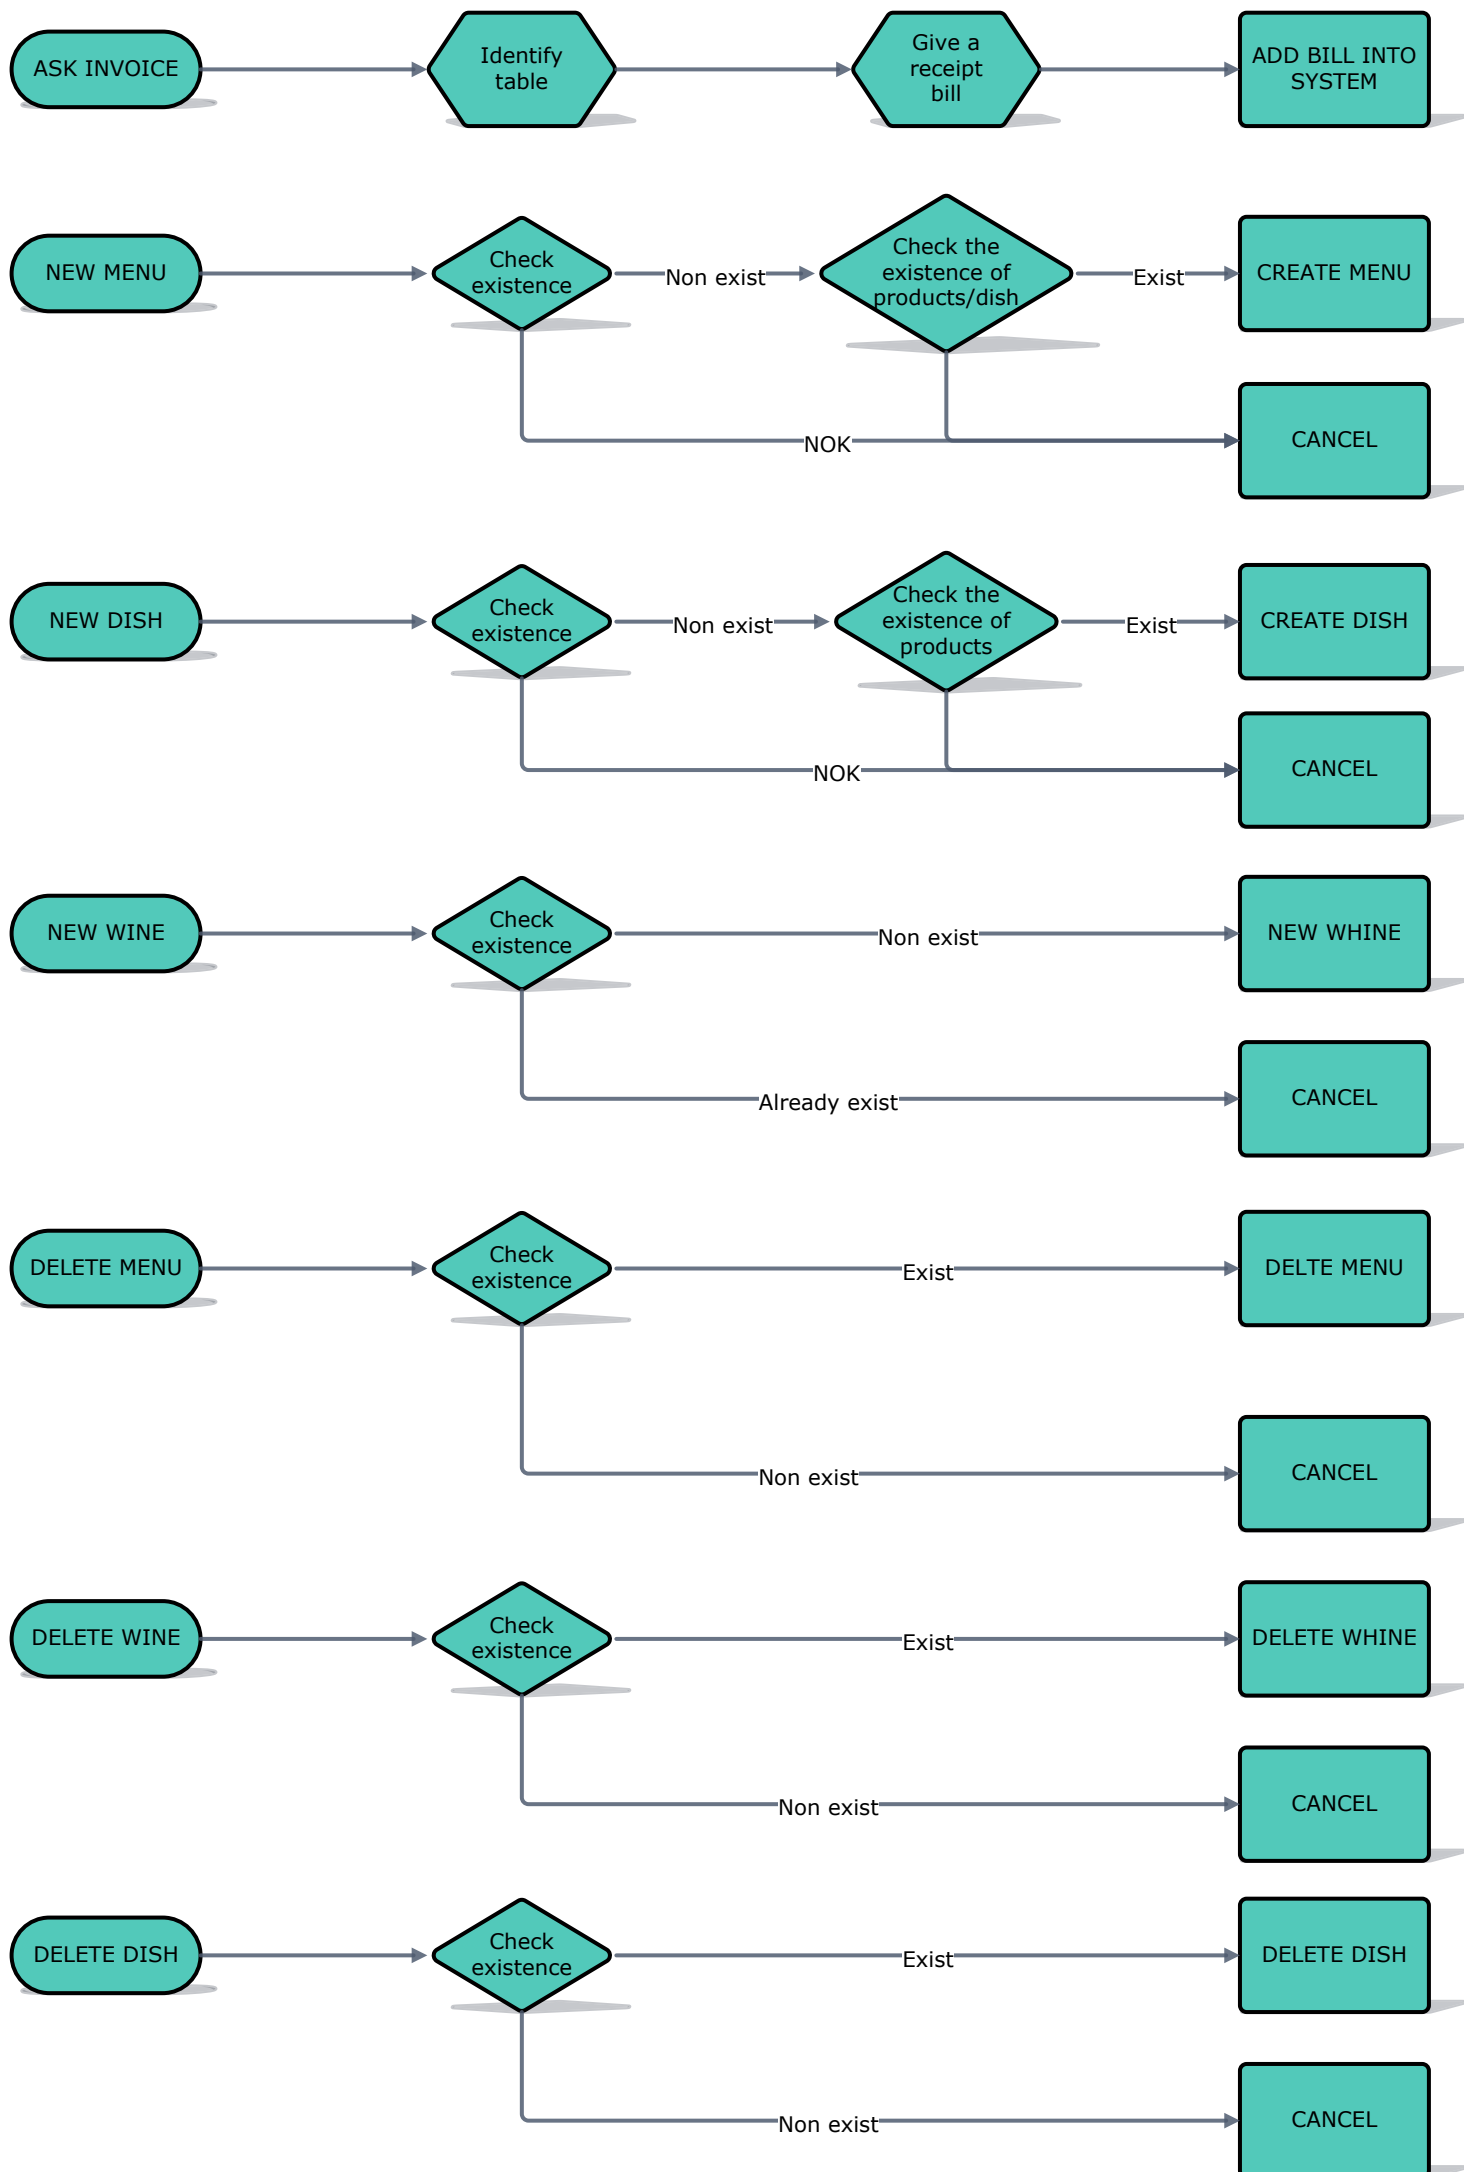 ASK INVOICE
Identify
table
Give a
receipt
bill
ADD BILL INTO
SYSTEM
NEW MENU
Check
existence
Non exist
Check the
existence of
products/dish
Exist
CREATE MENU
NOK
CANCEL
NEW DISH
Check
existence
Non exist
Check the
existence of
products
Exist
CREATE DISH
NOK
CANCEL
NEW WINE
Check
existence
Non exist
NEW WHINE
Already exist
CANCEL
DELETE MENU
Check
existence
Exist
DELTE MENU
Non exist
CANCEL
DELETE WINE
Check
existence
Exist
DELETE WHINE
Non exist
CANCEL
DELETE DISH
Check
existence
Exist
DELETE DISH
Non exist
CANCEL